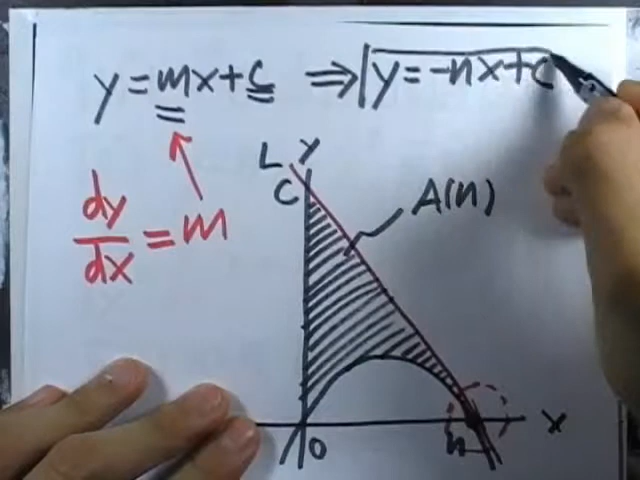 y = mx + c ⇒ y = -nx + c
dy/dx = m
L y
C
A(n)
x
0
n